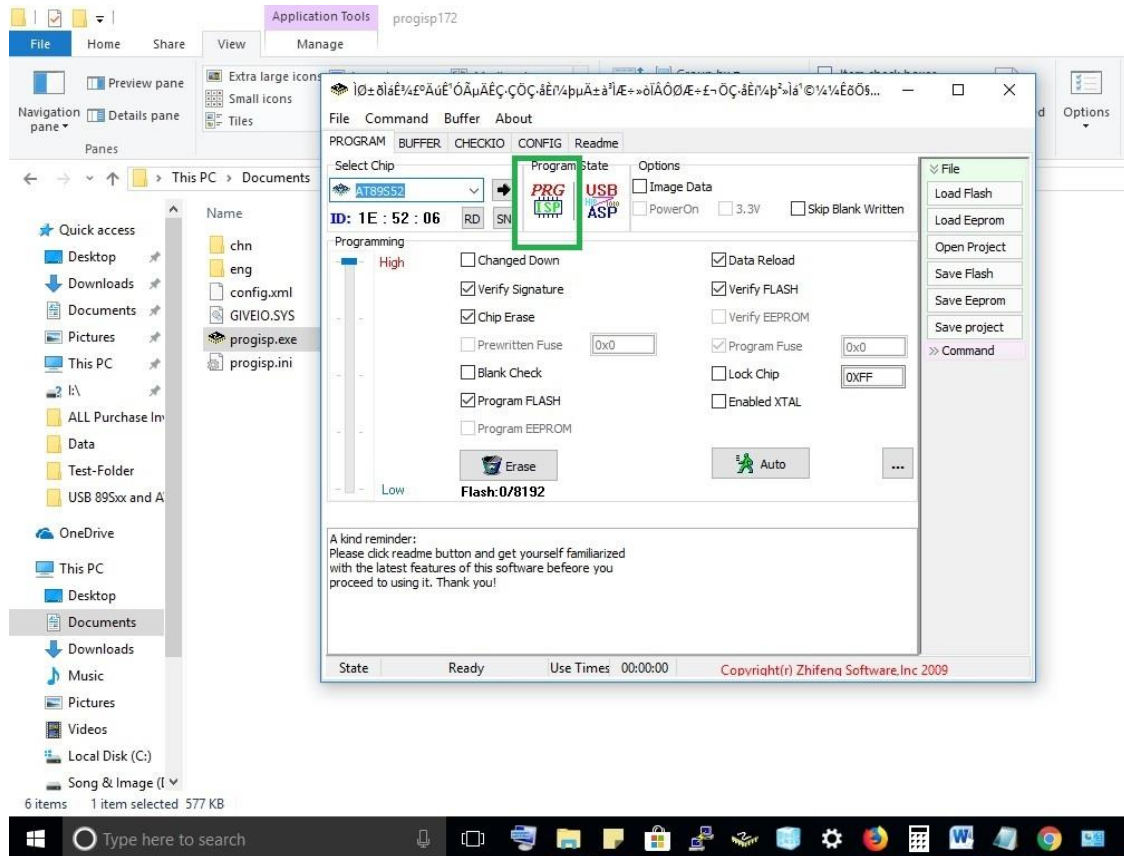 Application Tools progisp172
File Home Share View Manage
Preview pane
Navigation pane
Details pane
Panes
Extra large icons
Small icons
Tiles
Options
This PC > Documents
Quick access
Desktop
Downloads
Documents
Pictures
This PC
I:\
ALL Purchase Inv
Data
Test-Folder
USB 89Sxx and A
OneDrive
This PC
Desktop
Documents
Downloads
Music
Pictures
Videos
Local Disk (C:)
Song & Image (
6 items 1 item selected 577 KB
Name
chn
eng
config.xml
GIVEIO.SYS
progisp.exe
progisp.ini
File Command Buffer About
PROGRAM BUFFER CHECKIO CONFIG Readme
Select Chip Program State Options
AT89S52
PRG ISP
USB ASP
Image Data
PowerOn 3.3V Skip Blank Written
ID: 1E : 52 : 06 RD SN
Programming
High
Low
Changed Down Data Reload
Verify Signature Verify FLASH
Chip Erase Verify EEPROM
Prewritten Fuse 0x0 Program Fuse 0x0
Blank Check Lock Chip 0XFF
Program FLASH Enabled XTAL
Program EEPROM
Erase Auto ...
Flash:0/8192
A kind reminder:
Please click readme button and get yourself familiarized
with the latest features of this software befeore you
proceed to using it. Thank you!
State Ready Use Times 00:00:00 Copyright(r) Zhifeng Software,Inc 2009
File
Load Flash
Load Eeprom
Open Project
Save Flash
Save Eeprom
Save project
Command
Type here to search